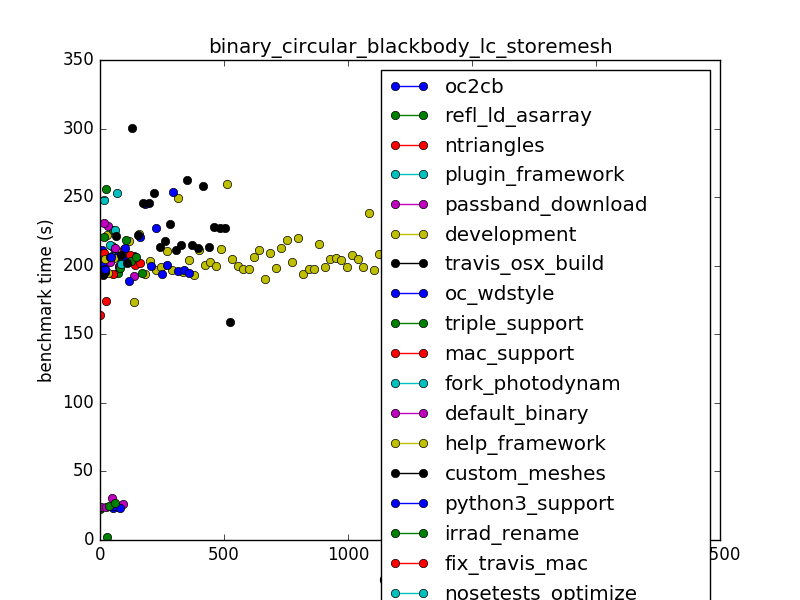 binary_circular_blackbody_lc_storemesh
350
300
250
200
150
100
50
0
benchmark time (s)
0
500
1000
500
oc2cb
refl_ld_asarray
ntriangles
plugin_framework
passband_download
development
travis_osx_build
oc_wdstyle
triple_support
mac_support
fork_photodynam
default_binary
help_framework
custom_meshes
python3_support
irrad_rename
fix_travis_mac
nosetests_optimize